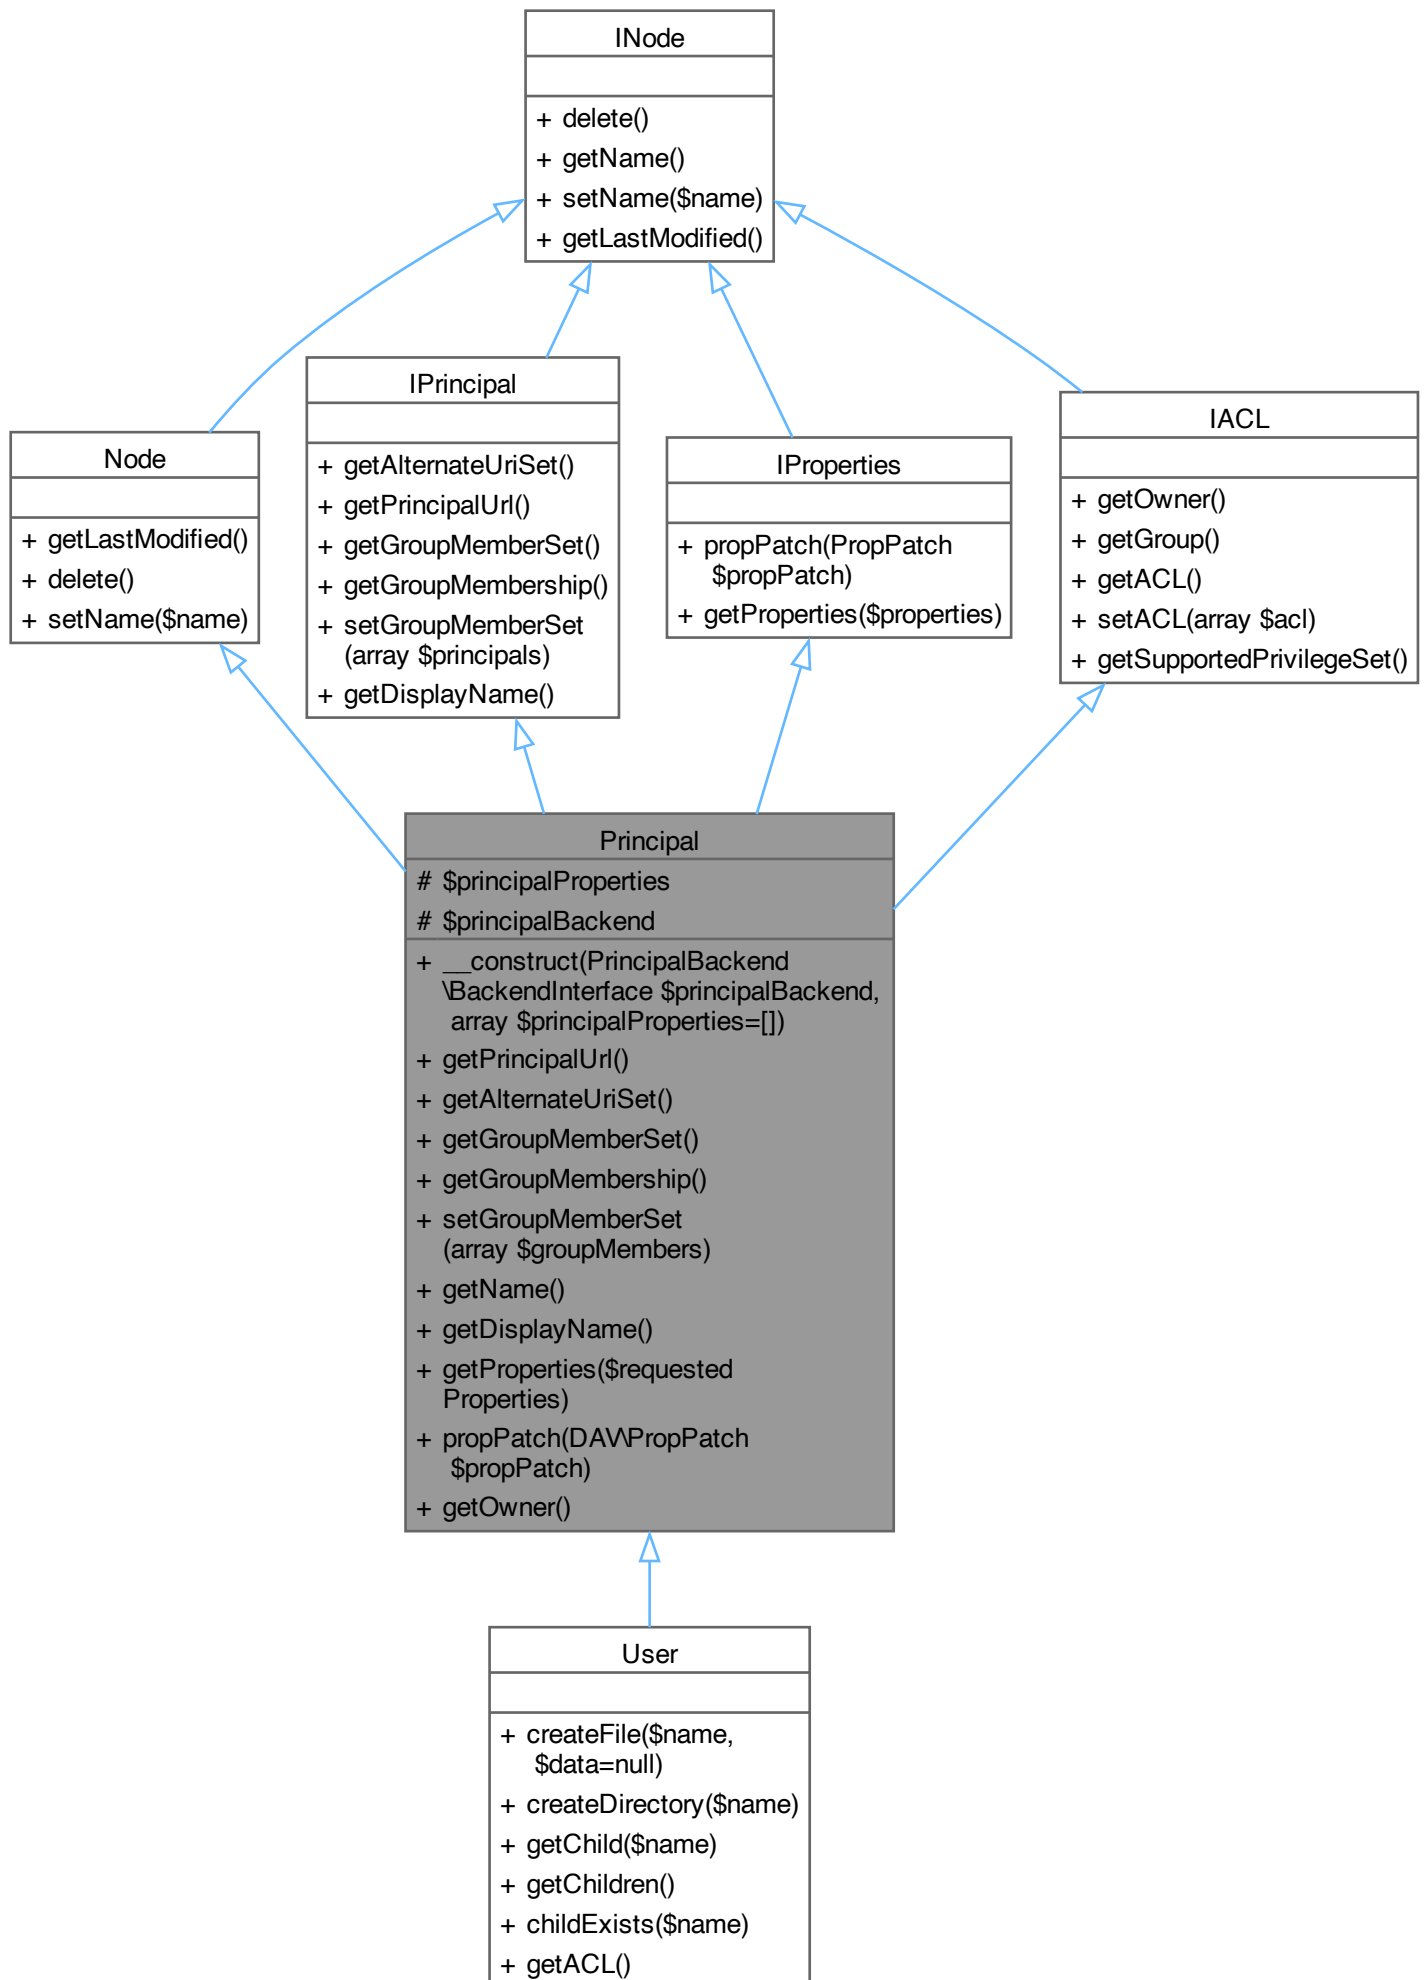 INode
+ delete()
+ getName()
+ setName($name)
+ getLastModified()
Node
+ getLastModified()
+ delete()
+ setName($name)
IPrincipal
+ getAlternateUriSet()
+ getPrincipalUrl()
+ getGroupMemberSet()
+ getGroupMembership()
+ setGroupMemberSet
(array $principals)
+ getDisplayName()
IProperties
+ propPatch(PropPatch
$propPatch)
+ getProperties($properties)
IACL
+ getOwner()
+ getGroup()
+ getACL()
+ setACL(array $acl)
+ getSupportedPrivilegeSet()
Principal
# $principalProperties
# $principalBackend
+ __construct(PrincipalBackend
\BackendInterface $principalBackend,
array $principalProperties=[])
+ getPrincipalUrl()
+ getAlternateUriSet()
+ getGroupMemberSet()
+ getGroupMembership()
+ setGroupMemberSet
(array $groupMembers)
+ getName()
+ getDisplayName()
+ getProperties($requested
Properties)
+ propPatch(DAV\PropPatch
$propPatch)
+ getOwner()
User
+ createFile($name,
$data=null)
+ createDirectory($name)
+ getChild($name)
+ getChildren()
+ childExists($name)
+ getACL()